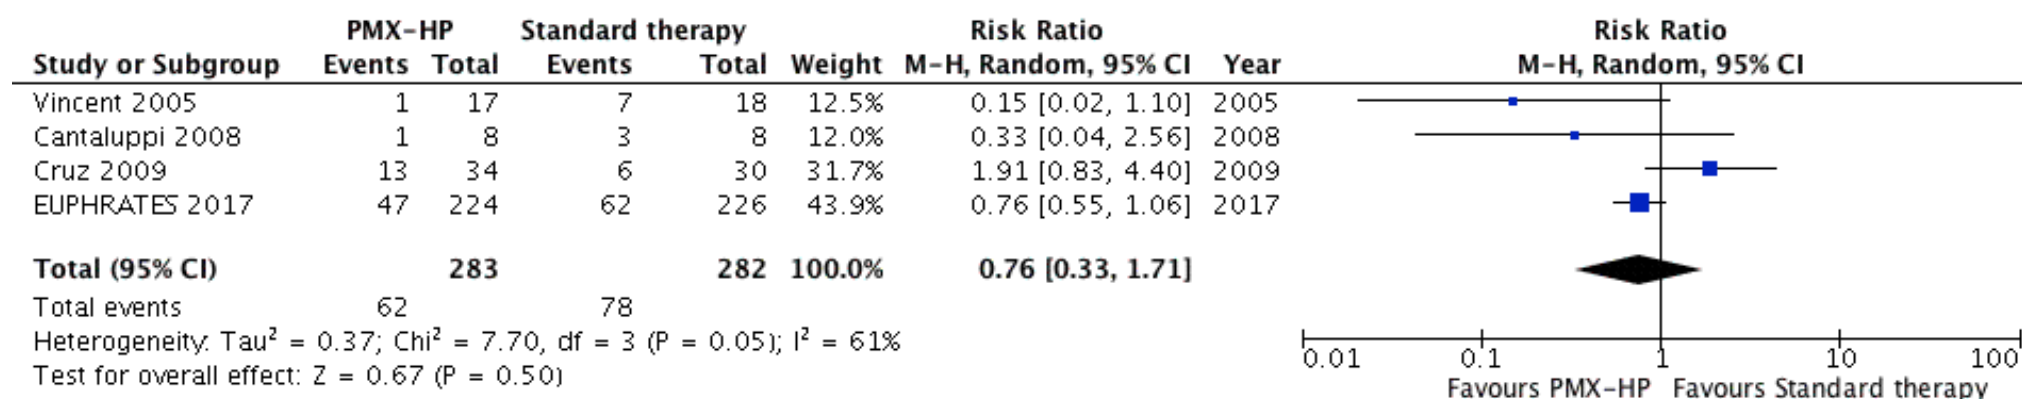 PMX-HP Standard therapy Risk Ratio Risk Ratio
Study or Subgroup Events Total Events Total Weight M-H, Random, 95% CI Year M-H, Random, 95% CI
Vincent 2005 1 17 7 18 12.5% 0.15 [0.02, 1.10] 2005
Cantaluppi 2008 1 8 3 8 12.0% 0.33 [0.04, 2.56] 2008
Cruz 2009 13 34 6 30 31.7% 1.91 [0.83, 4.40] 2009
EUPHRATES 2017 47 224 62 226 43.9% 0.76 [0.55, 1.06] 2017
Total (95% CI) 283 282 100.0% 0.76 [0.33, 1.71]
Total events 62 78
Heterogeneity: Tau² = 0.37; Chi² = 7.70, df = 3 (P = 0.05); I² = 61%
Test for overall effect: Z = 0.67 (P = 0.50)
0.01 0.1 1 10 100
Favours PMX-HP Favours Standard therapy